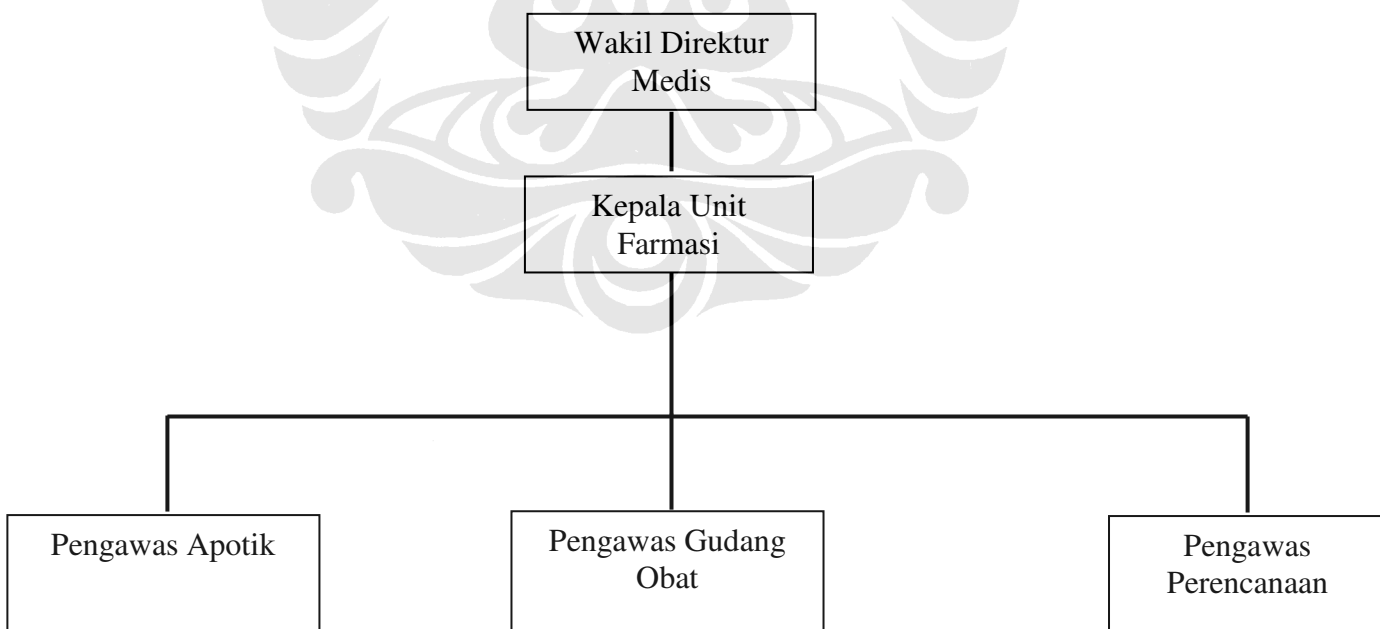 Wakil Direktur
Medis
Kepala Unit
Farmasi
Pengawas Apotik
Pengawas Gudang
Obat
Pengawas
Perencanaan